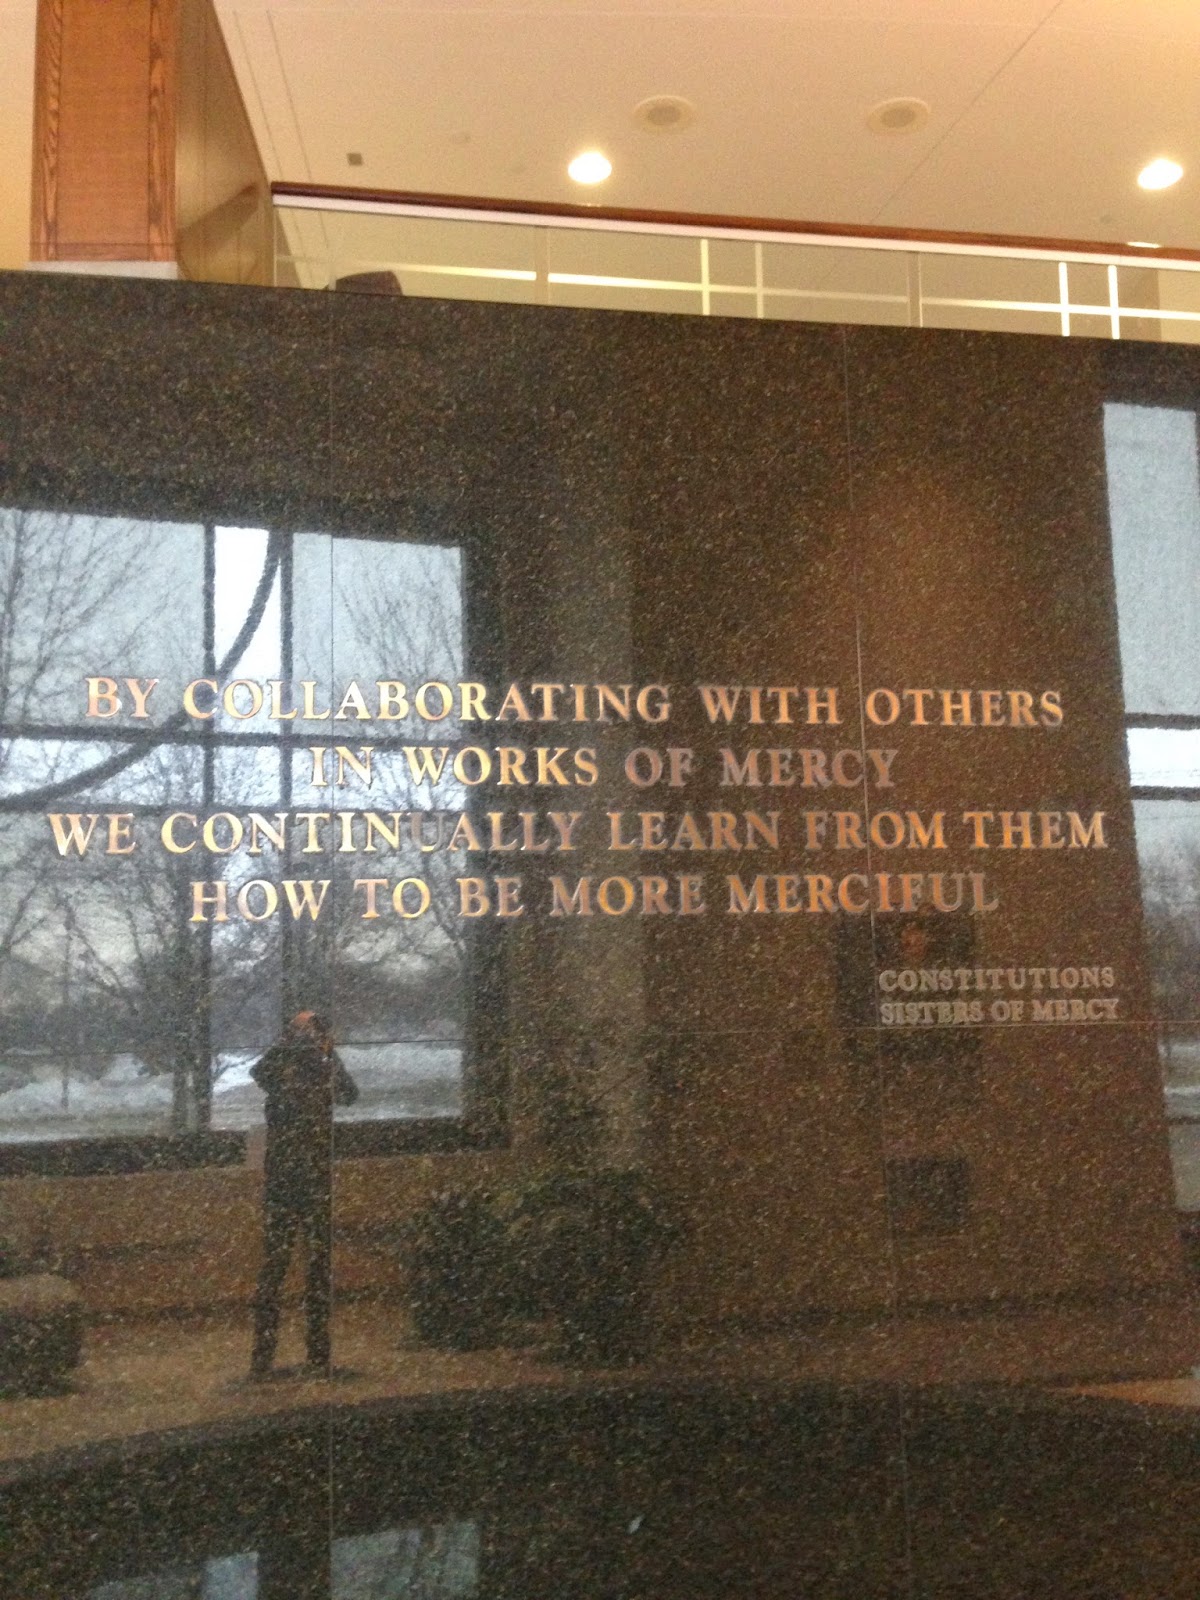 BY COLLABORATING WITH OTHERS
IN WORKS OF MERCY
WE CONTINUALLY LEARN FROM THEM
HOW TO BE MORE MERCIFUL
CONSTITUTIONS
SISTERS OF MERCY